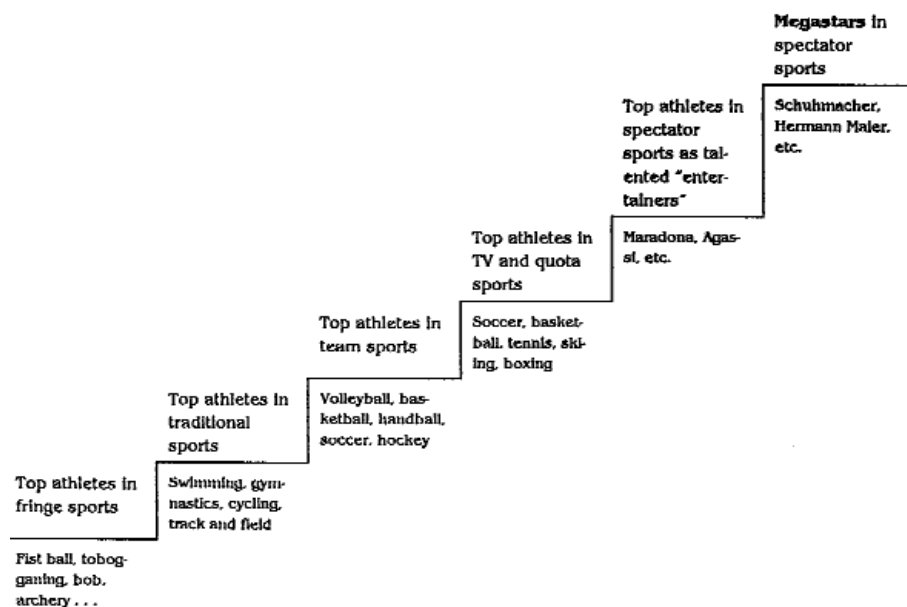 Megastars in
spectator
sports
Schuhmacher,
Hermann Maier,
etc.
Top athletes in
spectator
sports as tal-
ented "enter-
tainers"
Maradona, Agas-
si, etc.
Top athletes in
TV and quota
sports
Soccer, basket-
ball, tennis, ski-
ing, boxing
Top athletes in
team sports
Volleyball, bas-
ketball, handball,
soccer, hockey
Top athletes in
traditional
sports
Swimming, gym-
nastics, cycling,
track and field
Top athletes in
fringe sports
Fist ball, tobog-
ganing, bob,
archery . . .